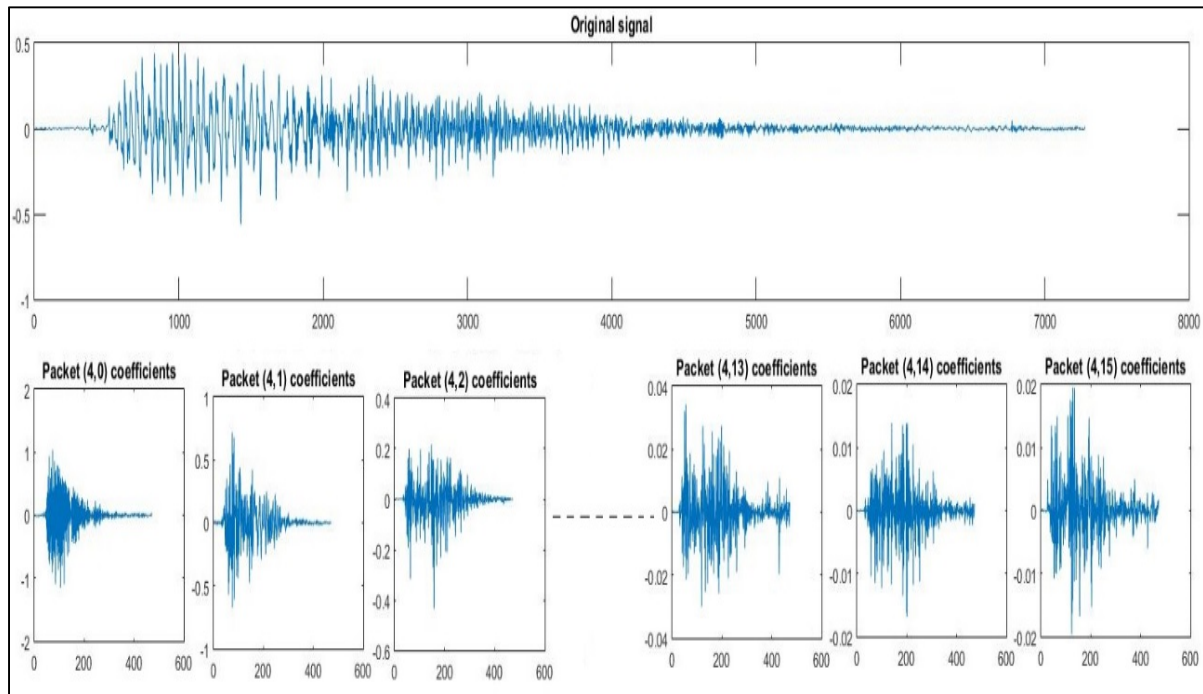 Original signal
0.5
0
-0.5
-1
0 1000 2000 3000 4000 5000 6000 7000 8000
Packet (4,0) coefficients
2
1
0
-1
-2
0 200 400 600
Packet (4,1) coefficients
1
0.5
0
-0.5
-1
0 200 400 600
Packet (4,2) coefficients
0.4
0.2
0
-0.2
-0.4
-0.6
0 200 400 600
Packet (4,13) coefficients
0.04
0.02
0
-0.02
-0.04
0 200 400 600
Packet (4,14) coefficients
0.02
0.01
0
-0.01
-0.02
0 200 400 600
Packet (4,15) coefficients
0.02
0.01
0
-0.01
0.02
0 200 400 600